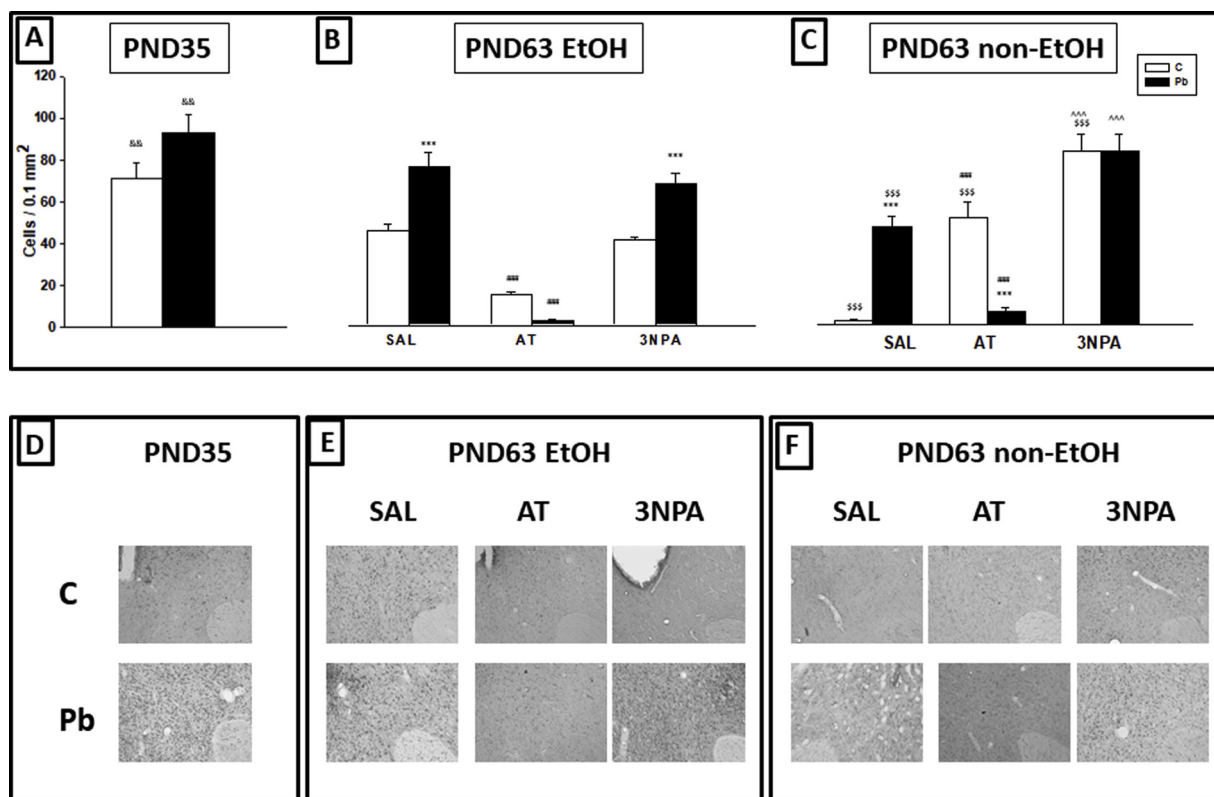 A
PND35
B
PND63 EtOH
C
PND63 non-EtOH
C
Pb
Cells / 0.1 mm²
120
100
80
60
40
20
0
&&
&&
***
###
###
***
$$$
$$$
***
###
$$$
###
***
^^^
$$$
^^^
SAL
AT
3NPA
SAL
AT
3NPA
D
PND35
E
PND63 EtOH
F
PND63 non-EtOH
SAL
AT
3NPA
SAL
AT
3NPA
C
Pb